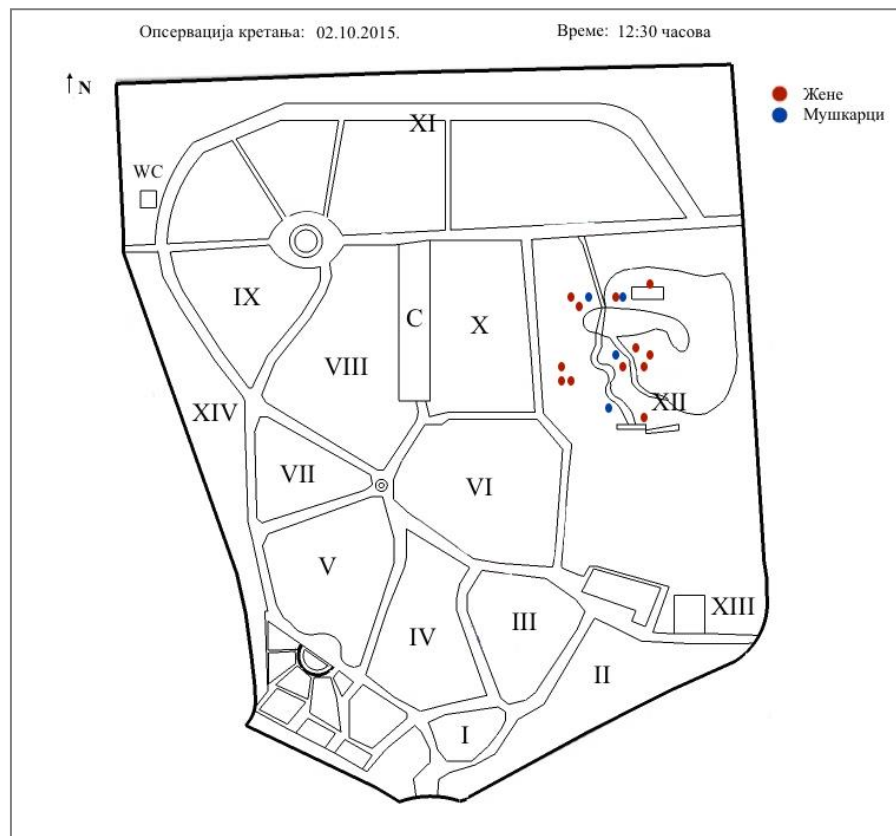 Опсервација кретања: 02.10.2015. Време: 12:30 часова
N
Жене
Мушкарци
XI
WC
IX
C
X
VIII
XIV
XII
VII
VI
V
XIII
IV
III
II
I